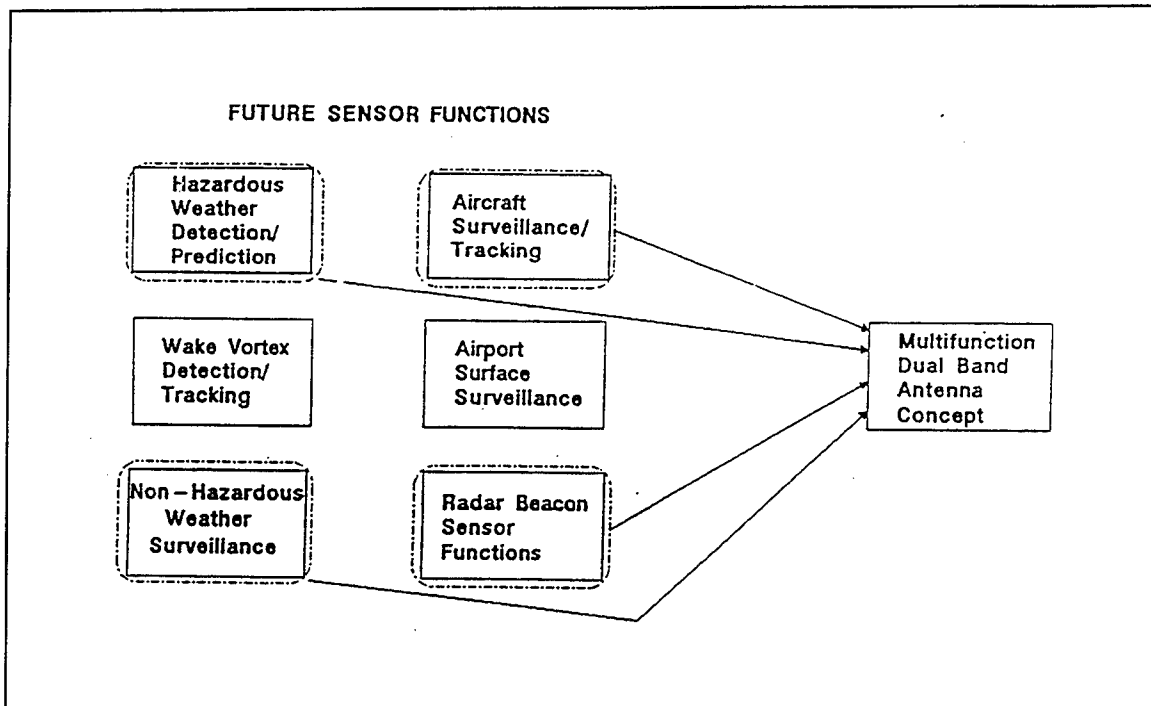 FUTURE SENSOR FUNCTIONS
Hazardous
Weather
Detection/
Prediction
Aircraft
Surveillance/
Tracking
Wake Vortex
Detection/
Tracking
Airport
Surface
Surveillance
Multifunction
Dual Band
Antenna
Concept
Non-Hazardous
Weather
Surveillance
Radar Beacon
Sensor
Functions